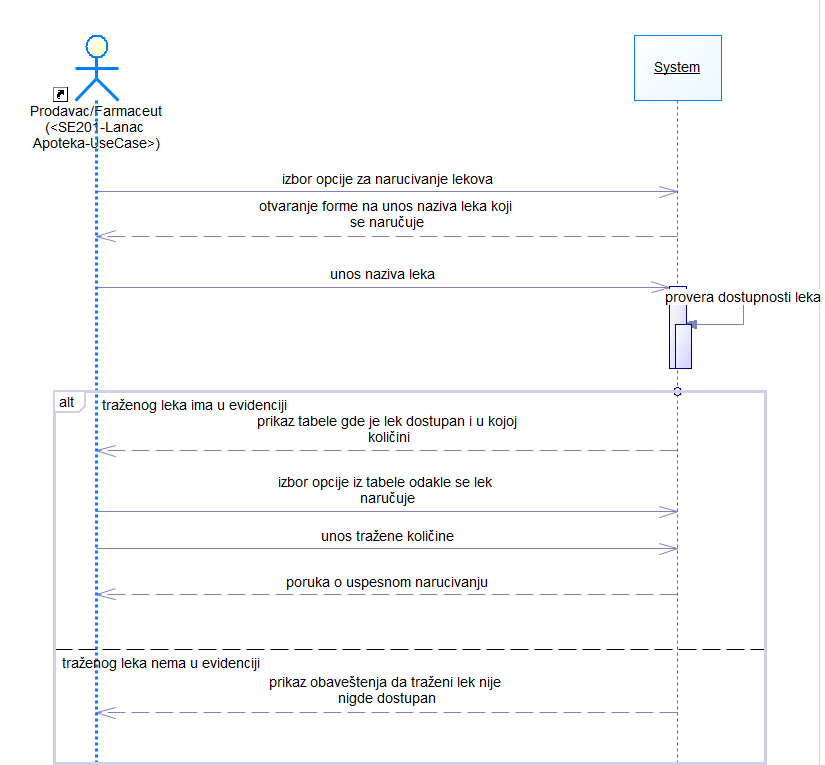 System
Prodavac/Farmaceut
(<SE201-Lanac
Apoteka-UseCase>)
izbor opcije za narucivanje lekova
otvaranje forme na unos naziva leka koji
se naručuje
unos naziva leka
provera dostupnosti leka
alt
traženog leka ima u evidenciji
prikaz tabele gde je lek dostupan i u kojoj
količini
izbor opcije iz tabele odakle se lek
naručuje
unos tražene količine
poruka o uspesnom narucivanju
traženog leka nema u evidenciji
prikaz obaveštenja da traženi lek nije
nigde dostupan